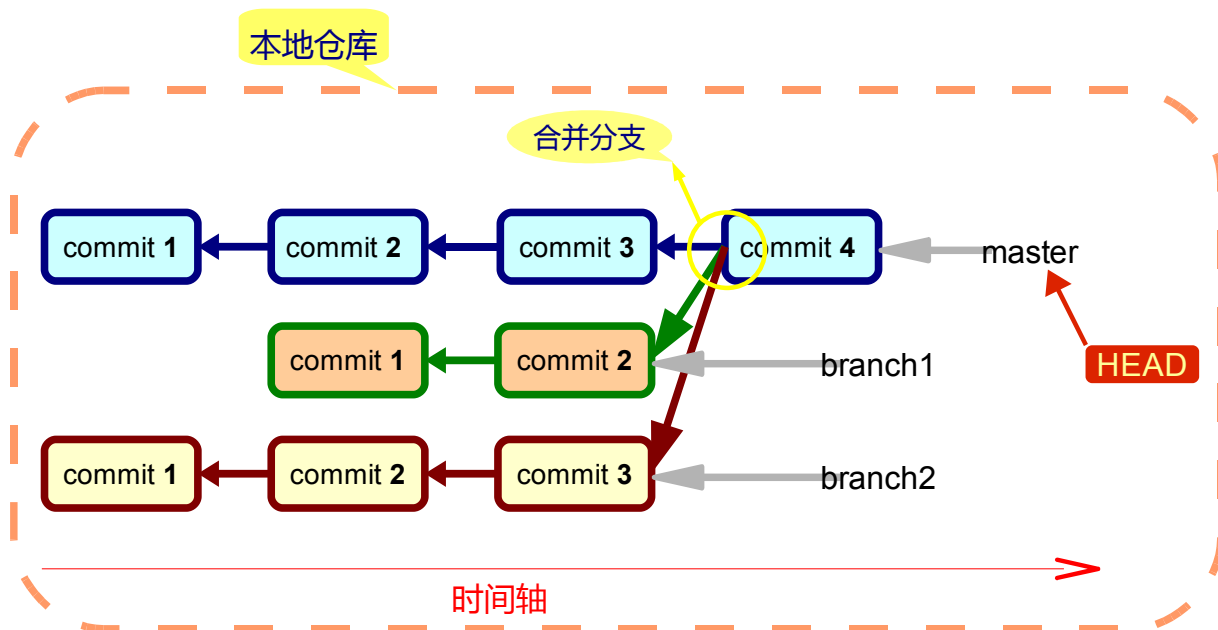 本地仓库
合并分支
commit 1
commit 2
commit 3
commit 4
master
commit 1
commit 2
branch1
HEAD
commit 1
commit 2
commit 3
branch2
时间轴